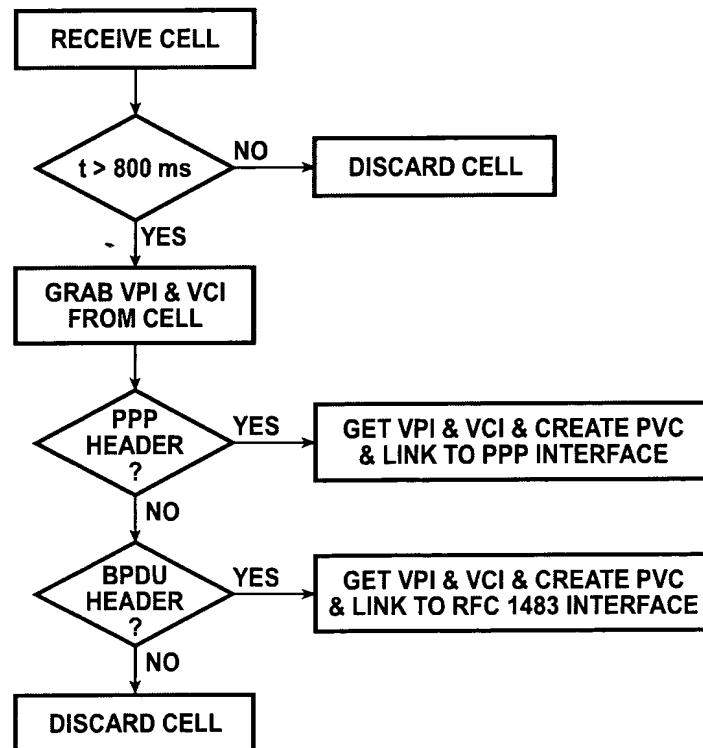 RECEIVE CELL
t > 800 ms
NO
DISCARD CELL
YES
GRAB VPI & VCI
FROM CELL
PPP
HEADER
?
YES
GET VPI & VCI & CREATE PVC
& LINK TO PPP INTERFACE
NO
BPDU
HEADER
?
YES
GET VPI & VCI & CREATE PVC
& LINK TO RFC 1483 INTERFACE
NO
DISCARD CELL